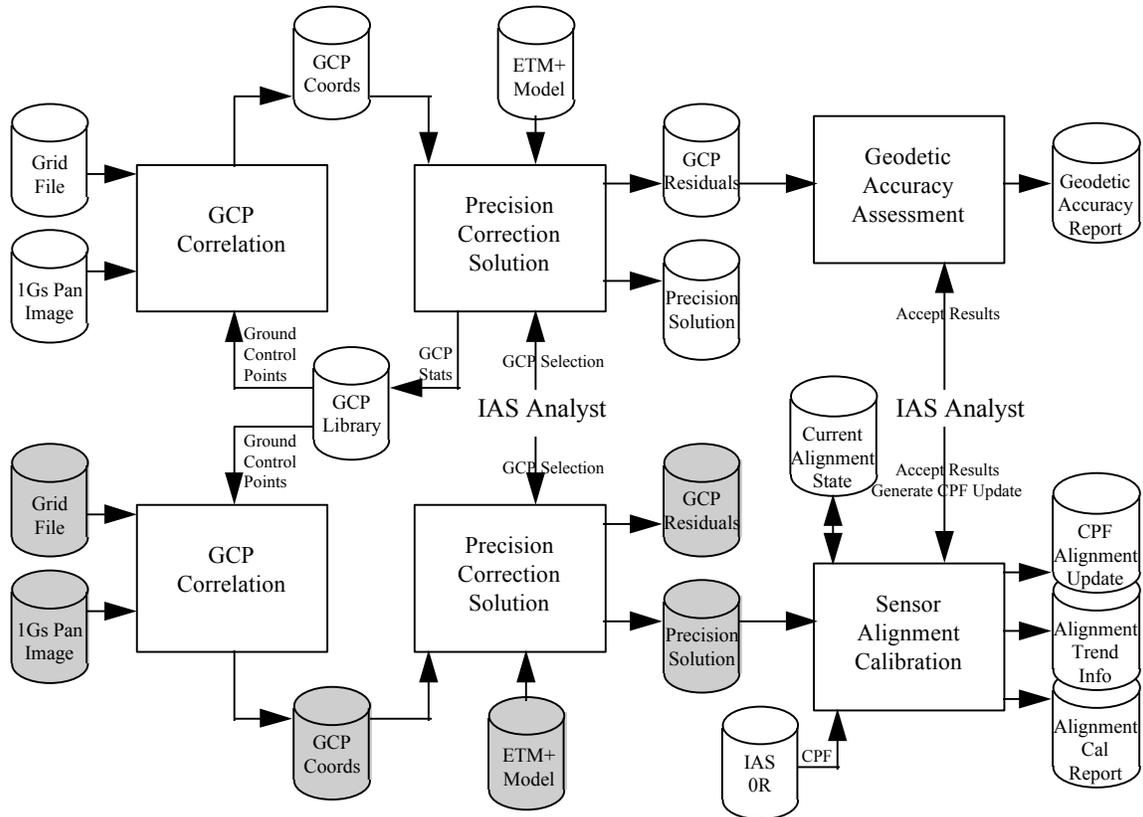 GCP
Coords
ETM+
Model
Grid
File
GCP
Correlation
Precision
Correction
Solution
GCP
Residuals
Geodetic
Accuracy
Assessment
Geodetic
Accuracy
Report
1Gs Pan
Image
Precision
Solution
Ground
Control
Points
GCP
Stats
GCP Selection
Accept Results
GCP
Library
IAS Analyst
IAS Analyst
Current
Alignment
State
Ground
Control
Points
GCP Selection
Accept Results
Generate CPF Update
Grid
File
GCP
Correlation
Precision
Correction
Solution
GCP
Residuals
CPF
Alignment
Update
1Gs Pan
Image
Precision
Solution
Sensor
Alignment
Calibration
Alignment
Trend
Info
GCP
Coords
ETM+
Model
IAS
0R
CPF
Alignment
Cal
Report